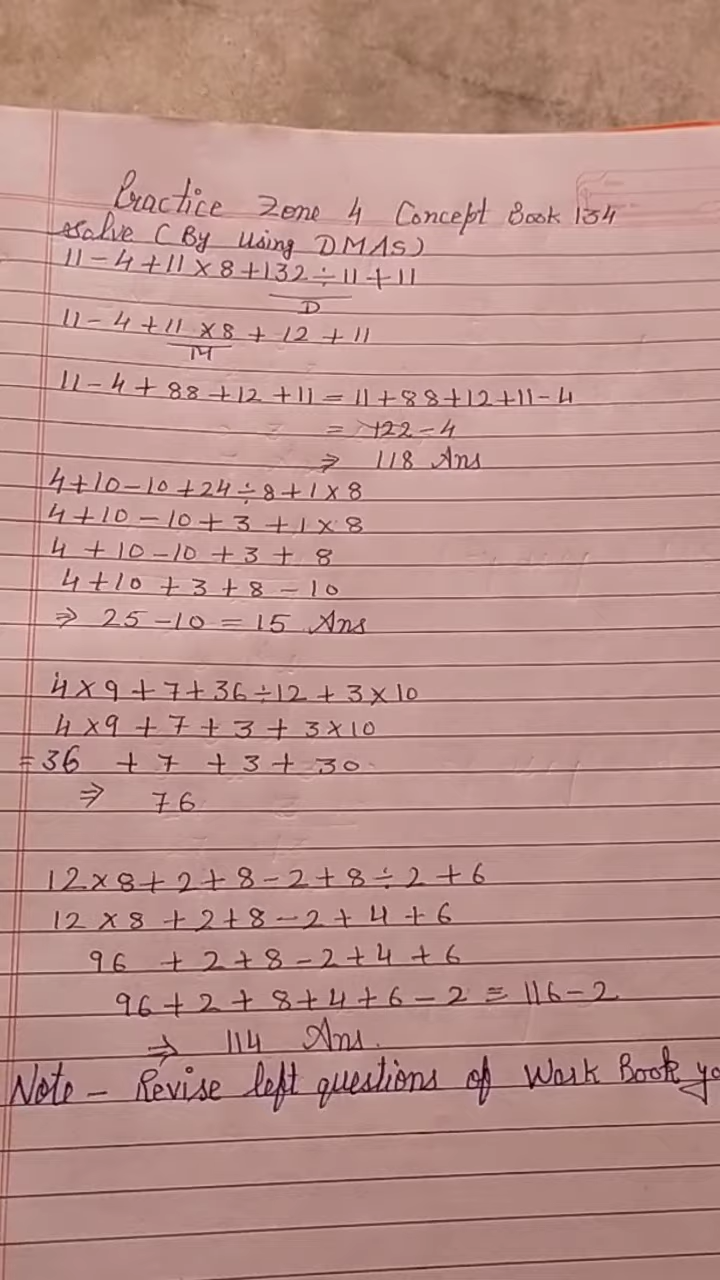 Practice Zone 4 Concept Book 134
Solve (By Using DMAS)
11-4+11×8+132÷11+11
D
11-4+11×8+12+11
M
11-4+88+12+11=11+88+12+11-4
= 122-4
⇒ 118 Ans
4+10-10+24÷8+1×8
4+10-10+3+1×8
4+10-10+3+8
4+10+3+8-10
⇒ 25-10=15 Ans
4×9+7+36÷12+3×10
4×9+7+3+3×10
=36+7+3+30
⇒ 76
12×8+2+8-2+8÷2+6
12×8+2+8-2+4+6
96+2+8-2+4+6
96+2+8+4+6-2=116-2
⇒ 114 Ans.
Note - Revise left questions of Work Book